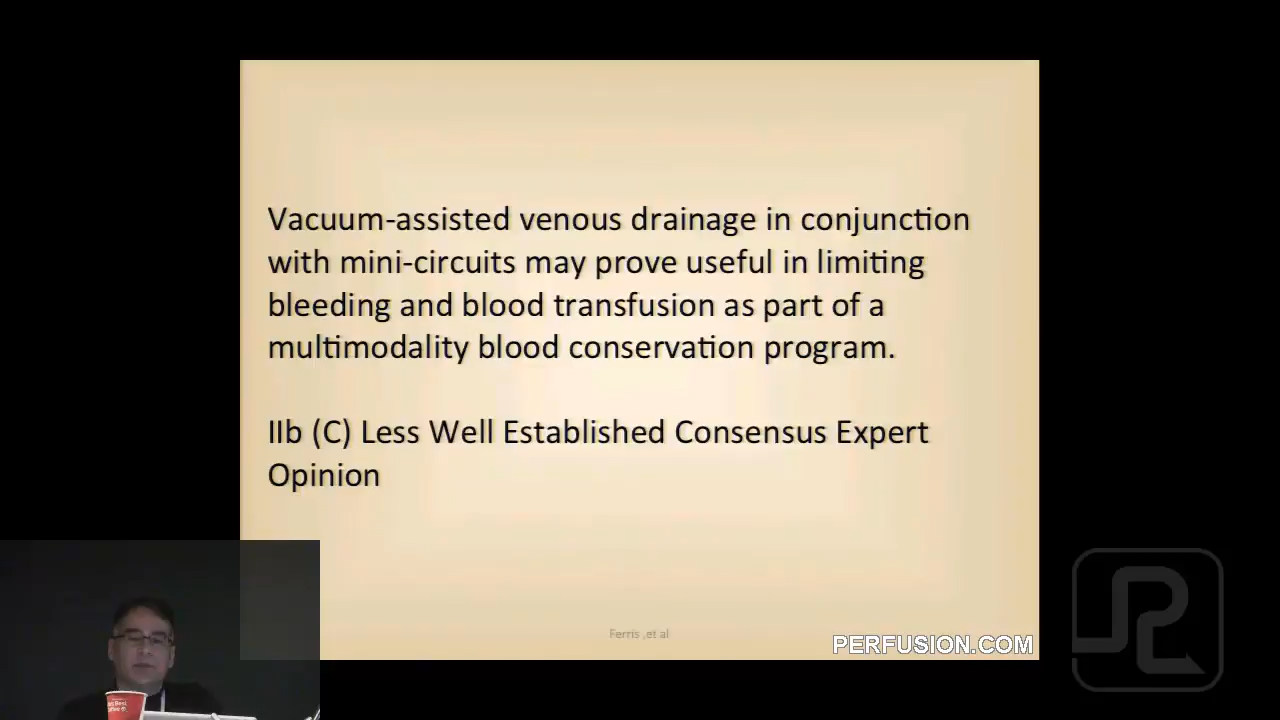 Vacuum-assisted venous drainage in conjunction
with mini-circuits may prove useful in limiting
bleeding and blood transfusion as part of a
multimodality blood conservation program.
IIb (C) Less Well Established Consensus Expert
Opinion
Ferris ,et al
PERFUSION.COM